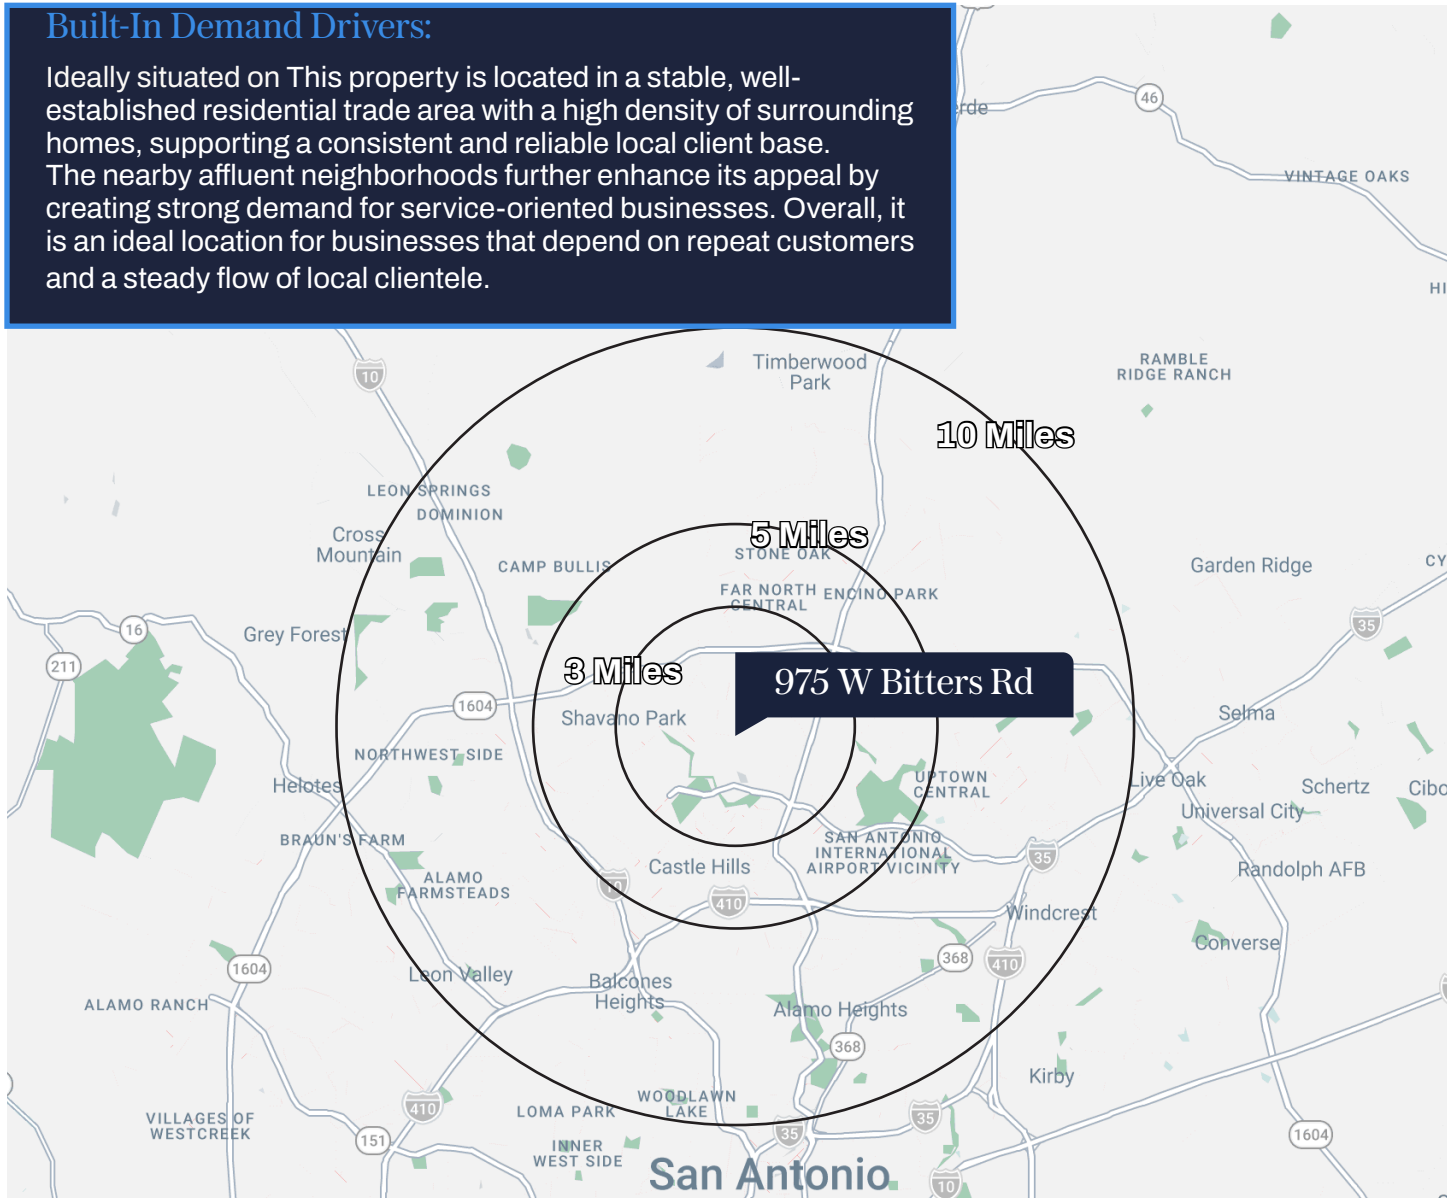 Built-In Demand Drivers:
Ideally situated on This property is located in a stable, well-
established residential trade area with a high density of surrounding
homes, supporting a consistent and reliable local client base.
The nearby affluent neighborhoods further enhance its appeal by
creating strong demand for service-oriented businesses. Overall, it
is an ideal location for businesses that depend on repeat customers
and a steady flow of local clientele.
46
VINTAGE OAKS
10
Timberwood
Park
RAMBLE
RIDGE RANCH
10 Miles
LEON SPRINGS
DOMINION
Cross
Mountain
5 Miles
STONE OAK
CAMP BULLIS
Garden Ridge
FAR NORTH
CENTRAL
ENCINO PARK
16
Grey Forest
35
211
3 Miles
975 W Bitters Rd
1604
Shavano Park
Selma
NORTHWEST SIDE
Helotes
UPTOWN
CENTRAL
Live Oak
Schertz
Universal City
BRAUN'S FARM
SAN ANTONIO
INTERNATIONAL
AIRPORT VICINITY
35
Castle Hills
Randolph AFB
ALAMO
FARMSTEADS
10
410
Windcrest
Converse
368
410
1604
Leon Valley
Balcones
Heights
ALAMO RANCH
Alamo Heights
368
Kirby
WOODLAWN
LAKE
410
LOMA PARK
VILLAGES OF
WESTCREEK
151
35
35
1604
INNER
WEST SIDE
San Antonio
10